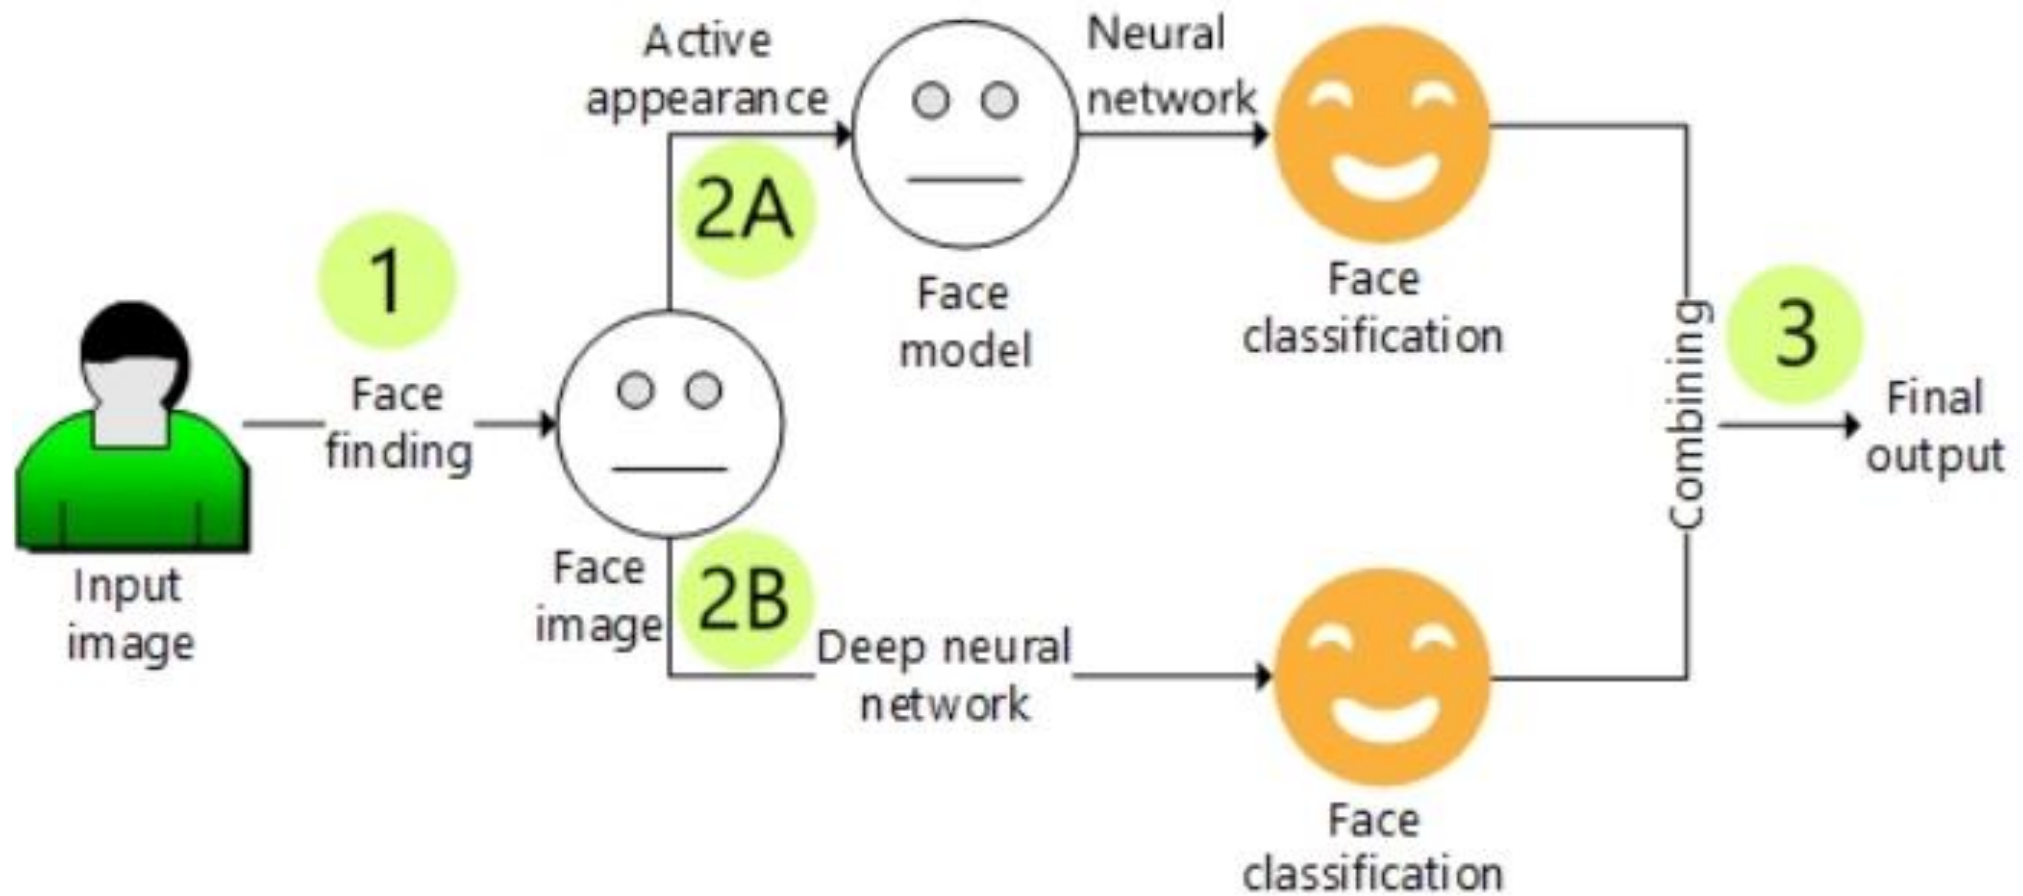 1
Face
finding
Input
image
Face
image
2A
Active
appearance
Face
model
Neural
network
Face
classification
2B
Deep neural
network
Face
classification
Combining
3
Final
output